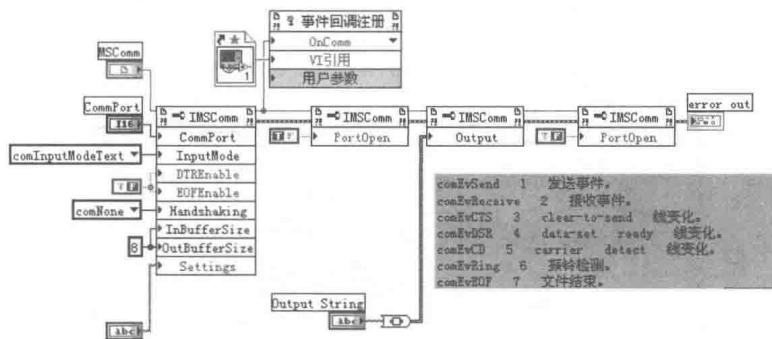 事件回调注册
OnComm
VI引用
用户参数
1
MSComm
CommPort
I16
IMSComm
CommPort
InputMode
DTREnable
EOFEnable
Handshaking
InBufferSize
OutBufferSize
Settings
comInputModeText
T F
comNone
8
abc
IMSComm
PortOpen
T F
IMSComm
Output
IMSComm
PortOpen
T F
error out
comEvSend 1 发送事件。
comEvReceive 2 接收事件。
comEvCTS 3 clear-to-send 线变化。
comEvDSR 4 data-set ready 线变化。
comEvCD 5 carrier detect 线变化。
comEvRing 6 振铃检测。
comEvEOF 7 文件结束。
Output String
abc